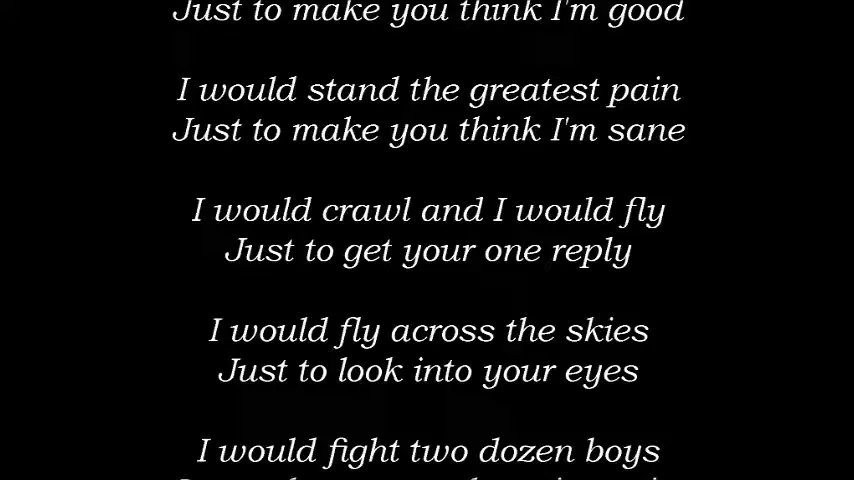 Just to make you think I'm good
I would stand the greatest pain
Just to make you think I'm sane
I would crawl and I would fly
Just to get your one reply
I would fly across the skies
Just to look into your eyes
I would fight two dozen boys